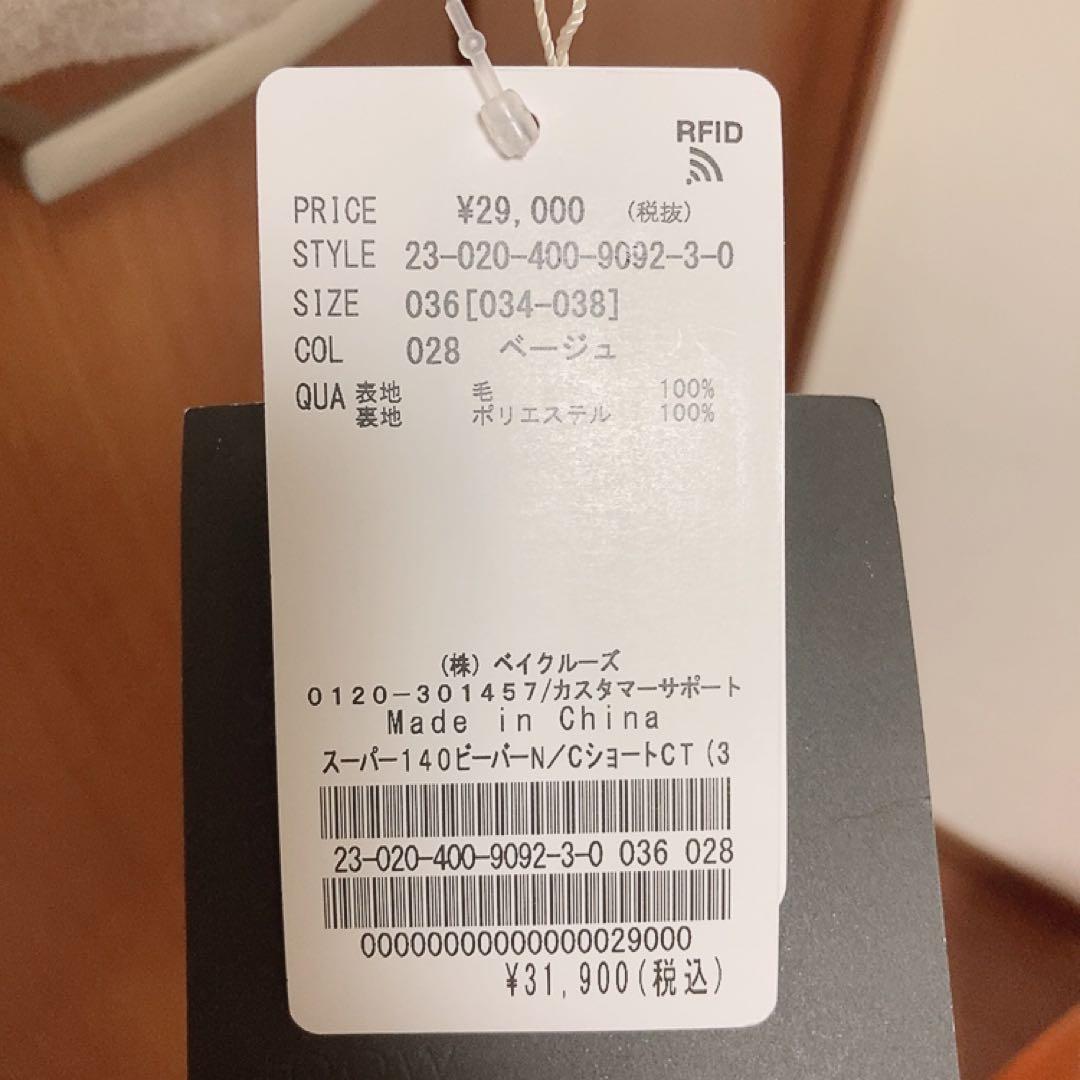 RFID
PRICE ¥29,000 (税抜)
STYLE 23-020-400-9092-3-0
SIZE 036[034-038]
COL 028 ベージュ
QUA 表地 毛 100%
裏地 ポリエステル 100%
(株) ベイクルーズ
0120-301457/カスタマーサポート
Made in China
スーパー140ビーバーN/CショートCT (3
23-020-400-9092-3-0 036 028
00000000000000029000
¥31,900(税込)